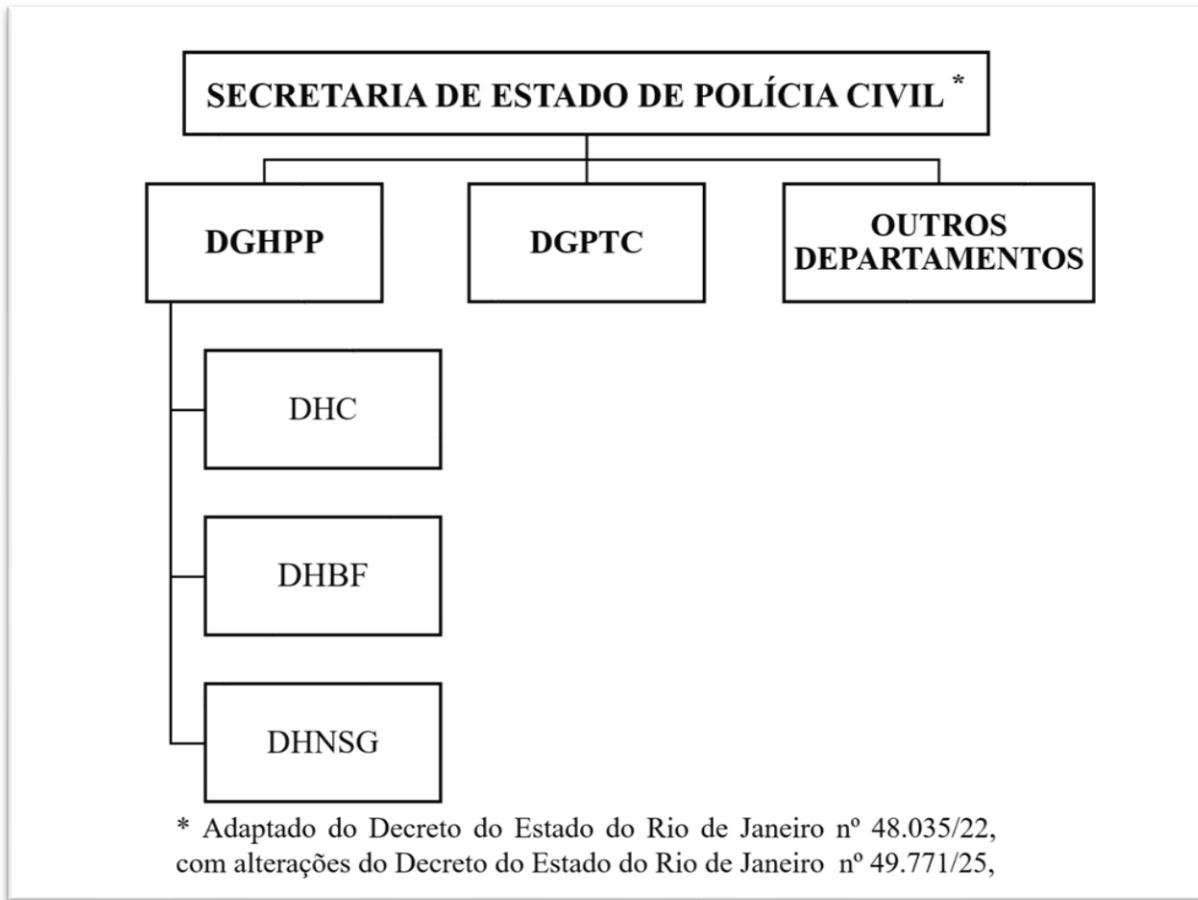 SECRETARIA DE ESTADO DE POLÍCIA CIVIL *
DGHPP
DGPTC
OUTROS
DEPARTAMENTOS
DHC
DHBF
DHNSG
* Adaptado do Decreto do Estado do Rio de Janeiro nº 48.035/22,
com alterações do Decreto do Estado do Rio de Janeiro nº 49.771/25,